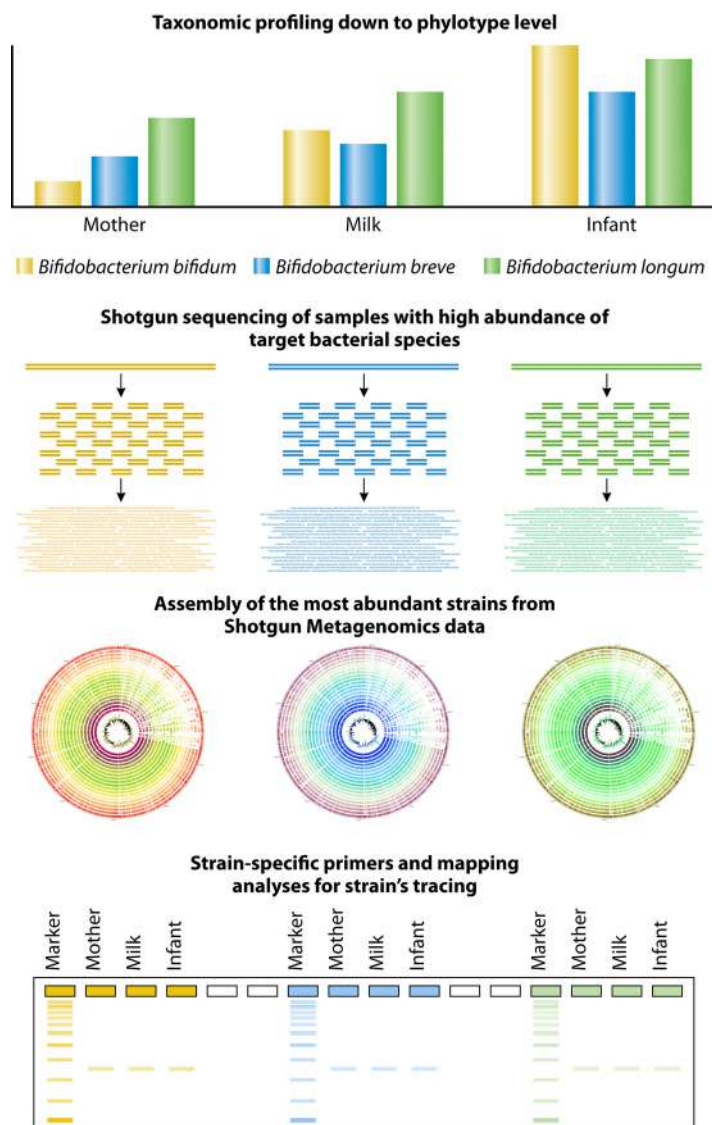 Taxonomic profiling down to phylotype level
Mother Milk Infant
Bifidobacterium bifidum Bifidobacterium breve Bifidobacterium longum
Shotgun sequencing of samples with high abundance of
target bacterial species
Assembly of the most abundant strains from
Shotgun Metagenomics data
Strain-specific primers and mapping
analyses for strain's tracing
Marker Mother Milk Infant Marker Mother Milk Infant Marker Mother Milk Infant